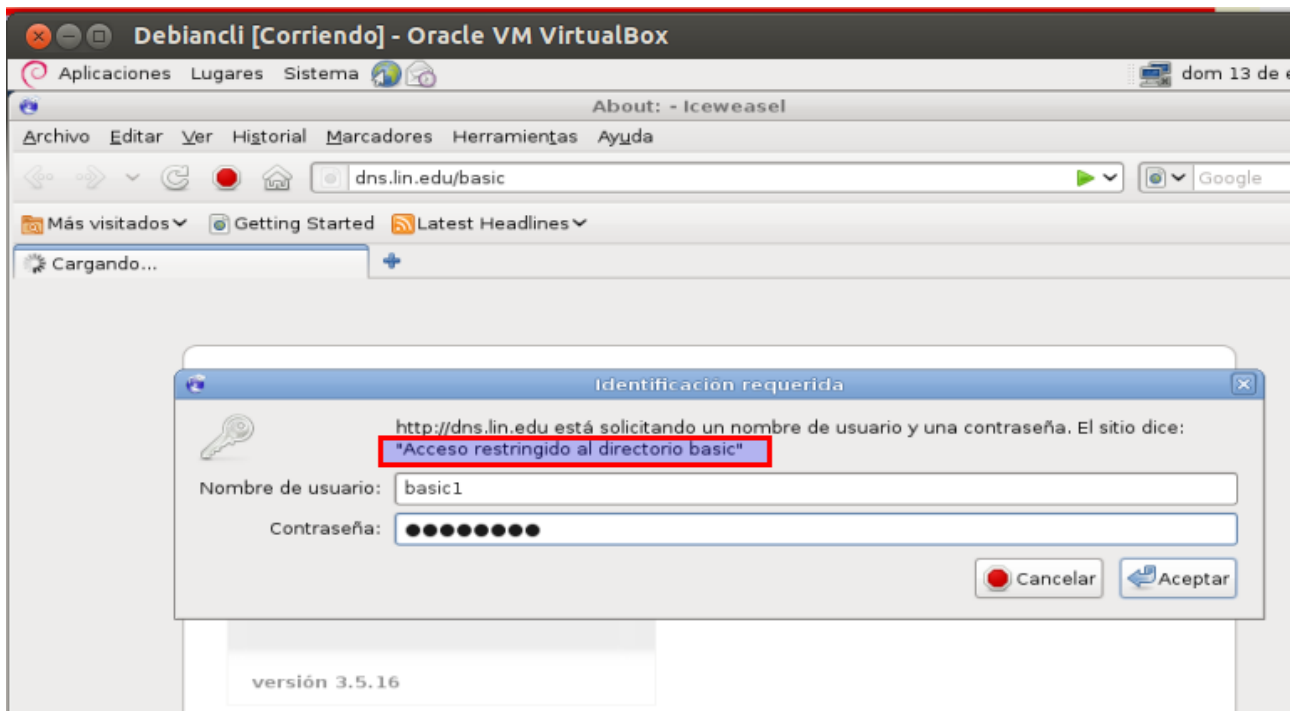 Debiancli [Corriendo] - Oracle VM VirtualBox
Aplicaciones Lugares Sistema dom 13 de e
About: - Iceweasel
Archivo Editar Ver Historial Marcadores Herramientas Ayuda
dns.lin.edu/basic Google
Más visitados Getting Started Latest Headlines
Cargando...
Identificación requerida
http://dns.lin.edu está solicitando un nombre de usuario y una contraseña. El sitio dice:
"Acceso restringido al directorio basic"
Nombre de usuario: basic1
Contraseña: ●●●●●●●●
Cancelar Aceptar
versión 3.5.16